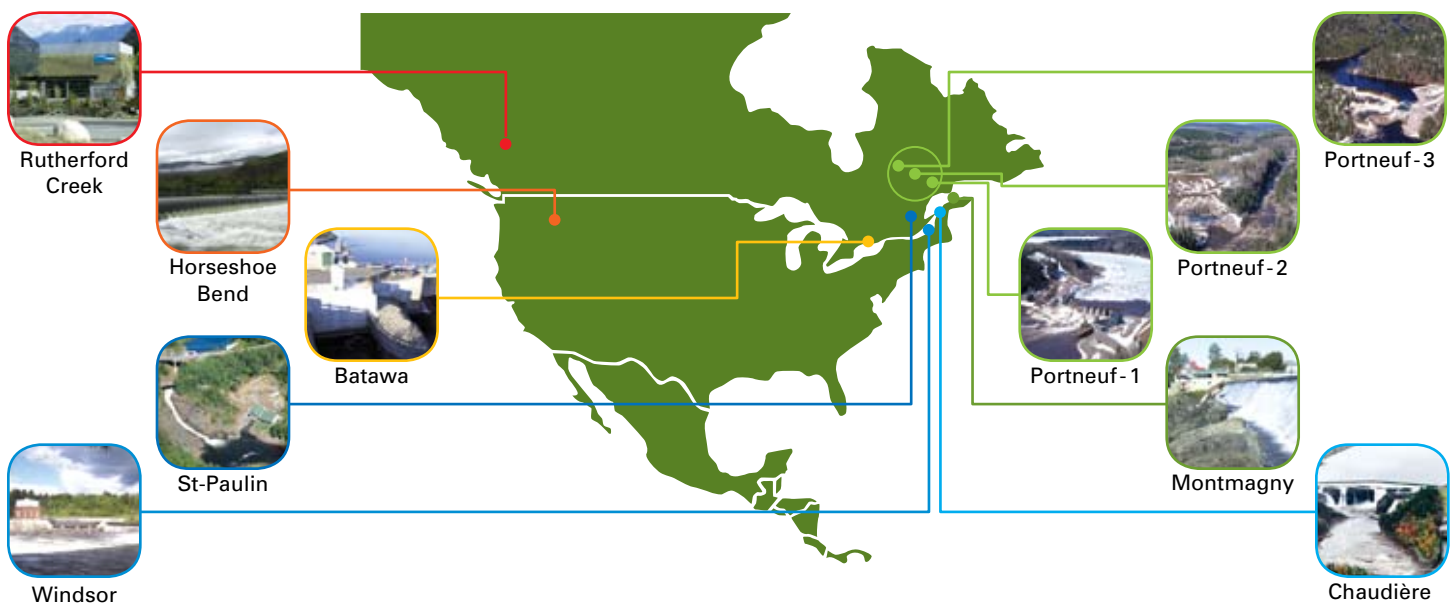 Rutherford
Creek
Horseshoe
Bend
Batawa
St-Paulin
Windsor
Portneuf-3
Portneuf-2
Portneuf-1
Montmagny
Chaudière